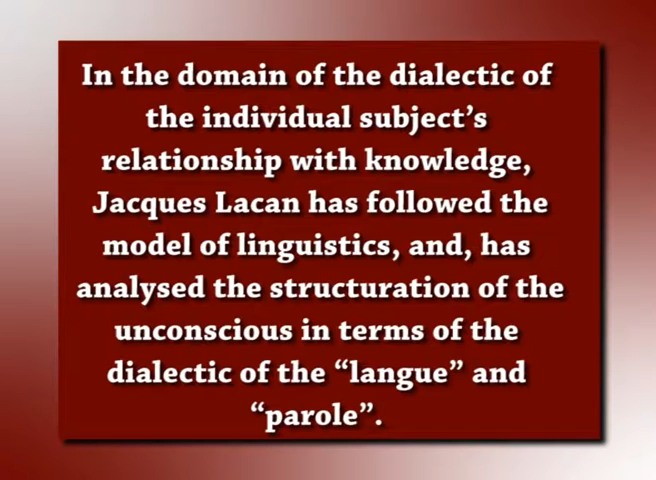 In the domain of the dialectic of
the individual subject’s
relationship with knowledge,
Jacques Lacan has followed the
model of linguistics, and, has
analysed the structuration of the
unconscious in terms of the
dialectic of the “langue” and
“parole”.